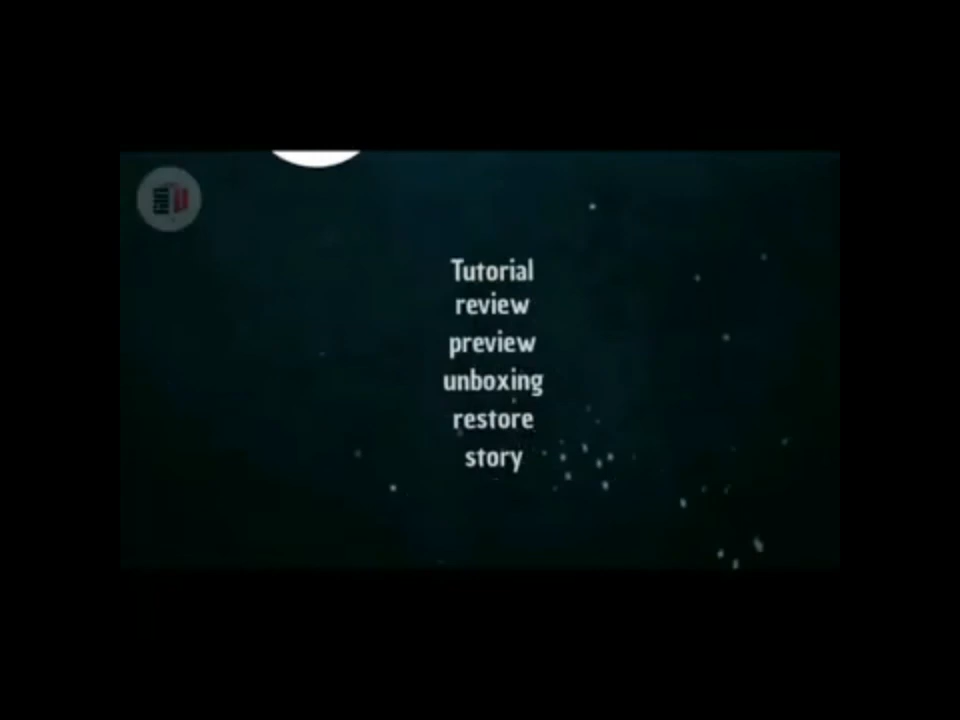 Tutorial
review
preview
unboxing
restore
story